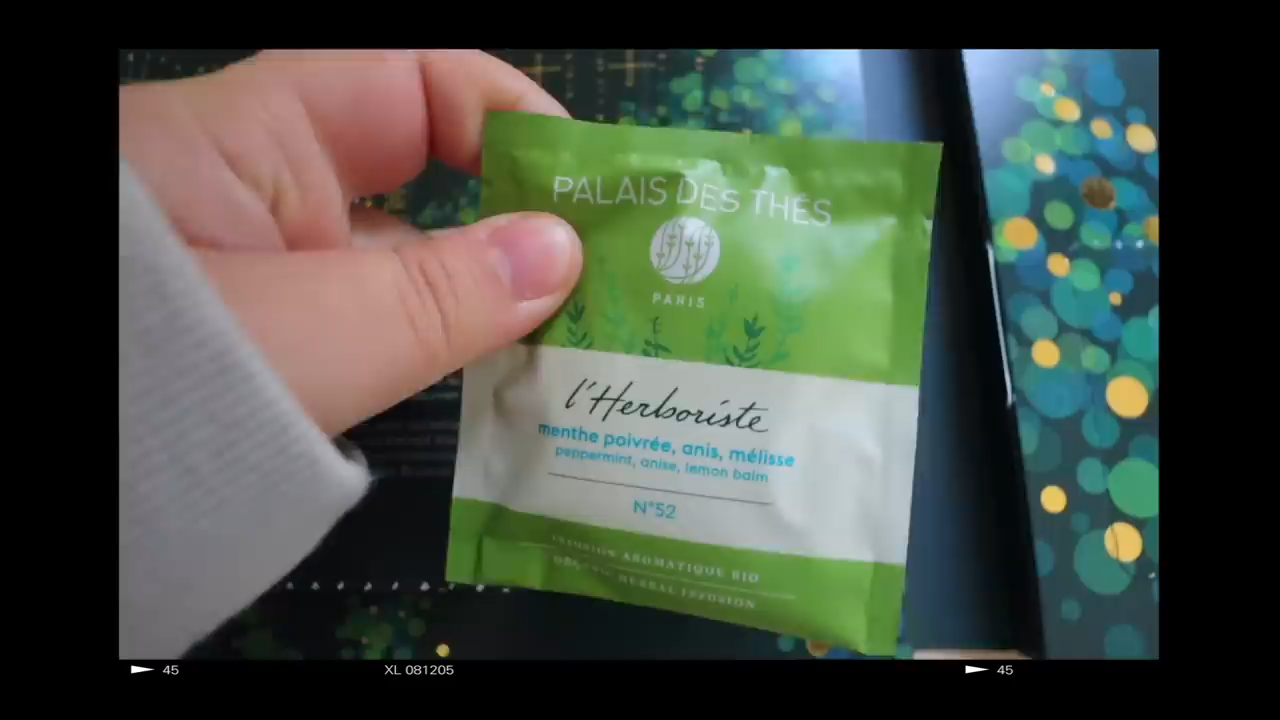 PALAIS DES THÉS
PARIS
l'Herboriste
menthe poivrée, anis, mélisse
peppermint, anise, lemon balm
N°52
INFUSION AROMATIQUE BIO
ORGANIC HERBAL INFUSION
45
XL 081205
45